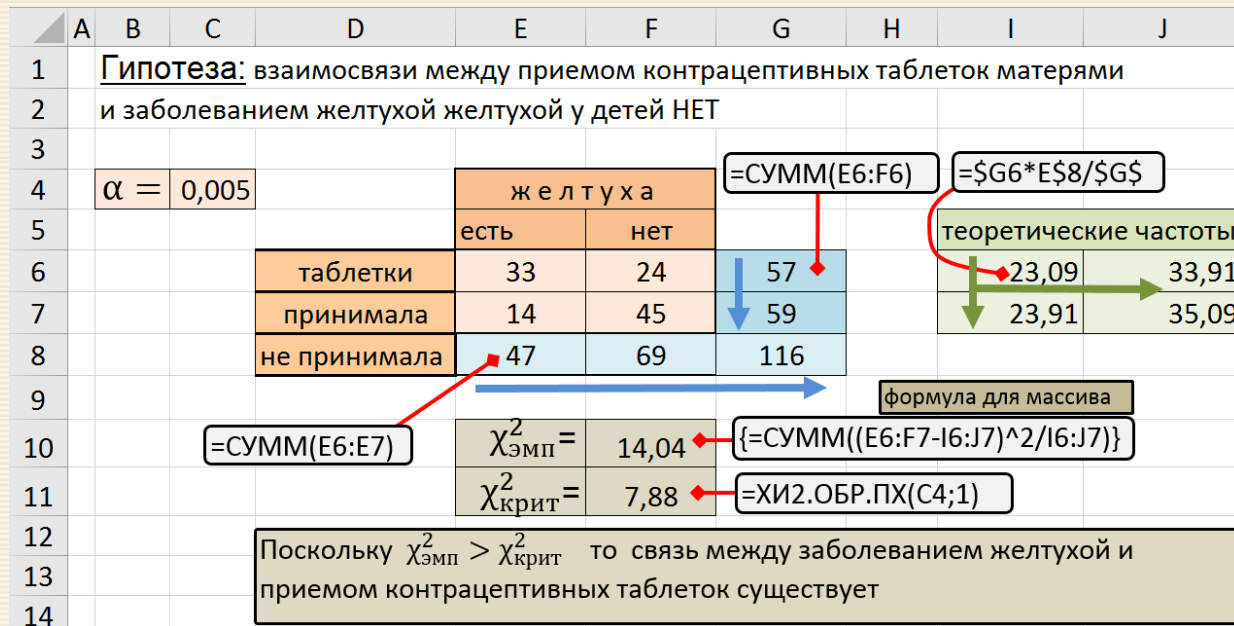 A B C D E F G H I J
1 Гипотеза: взаимосвязи между приемом контрацептивных таблеток матерями
2 и заболеванием желтухой желтухой у детей НЕТ
3
=СУММ(E6:F6) =$G6*E$8/$G$
4 α = 0,005 ж е л т у х а
5 есть нет теоретические частоты
6 таблетки 33 24 57 23,09 33,91
7 принимала 14 45 59 23,91 35,09
8 не принимала 47 69 116
9 формула для массива
10 =СУММ(E6:E7) χ²эмп= 14,04 {=СУММ((E6:F7-I6:J7)^2/I6:J7)}
11 χ²крит= 7,88 =ХИ2.ОБР.ПХ(C4;1)
12 Поскольку χ²эмп > χ²крит то связь между заболеванием желтухой и
13 приемом контрацептивных таблеток существует
14